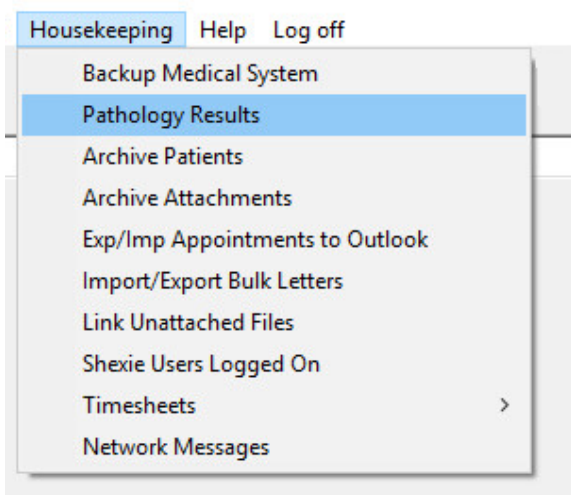 Housekeeping Help Log off
Backup Medical System
Pathology Results
Archive Patients
Archive Attachments
Exp/Imp Appointments to Outlook
Import/Export Bulk Letters
Link Unattached Files
Shexie Users Logged On
Timesheets
Network Messages